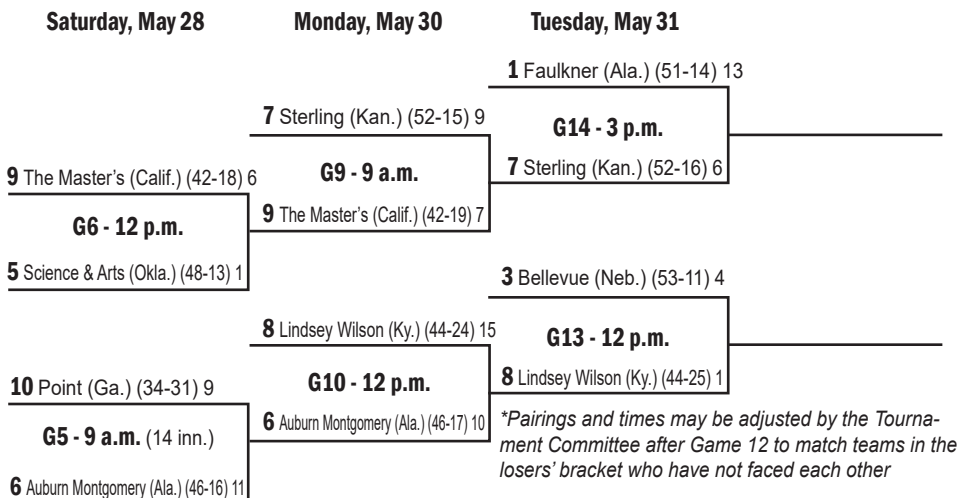 Saturday, May 28
Monday, May 30
Tuesday, May 31
1 Faulkner (Ala.) (51-14) 13
7 Sterling (Kan.) (52-15) 9
G14 - 3 p.m.
9 The Master's (Calif.) (42-18) 6
G9 - 9 a.m.
7 Sterling (Kan.) (52-16) 6
9 The Master's (Calif.) (42-19) 7
G6 - 12 p.m.
5 Science & Arts (Okla.) (48-13) 1
3 Bellevue (Neb.) (53-11) 4
8 Lindsey Wilson (Ky.) (44-24) 15
G13 - 12 p.m.
10 Point (Ga.) (34-31) 9
G10 - 12 p.m.
8 Lindsey Wilson (Ky.) (44-25) 1
6 Auburn Montgomery (Ala.) (46-17) 10
G5 - 9 a.m. (14 inn.)
6 Auburn Montgomery (Ala.) (46-16) 11
*Pairings and times may be adjusted by the Tourna-
ment Committee after Game 12 to match teams in the
losers' bracket who have not faced each other